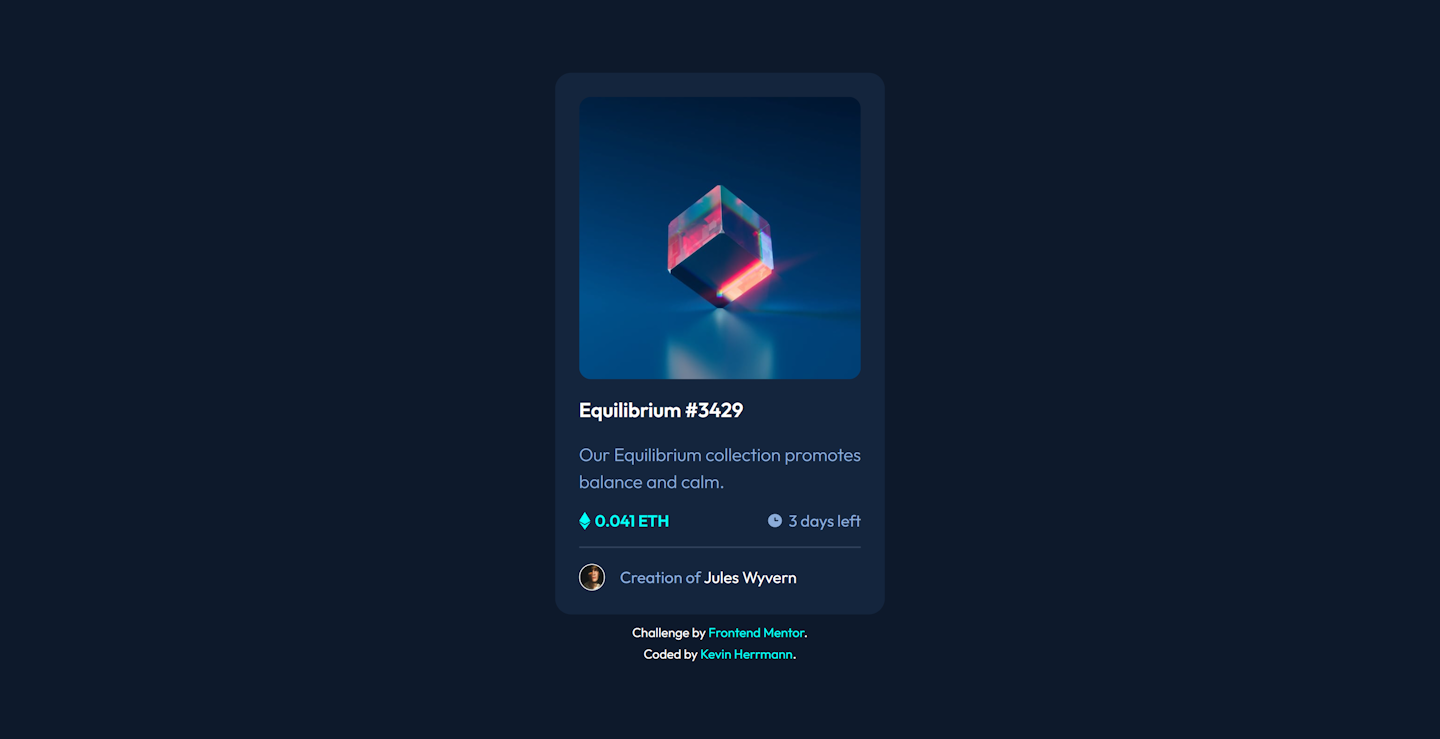 Equilibrium #3429
Our Equilibrium collection promotes
balance and calm.
0.041 ETH
3 days left
Creation of Jules Wyvern
Challenge by Frontend Mentor.
Coded by Kevin Herrmann.